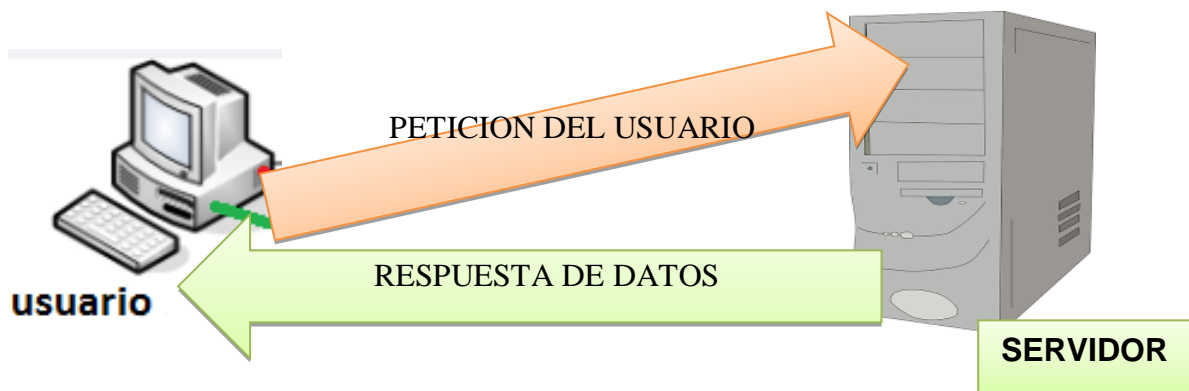 PETICION DEL USUARIO
RESPUESTA DE DATOS
usuario
SERVIDOR